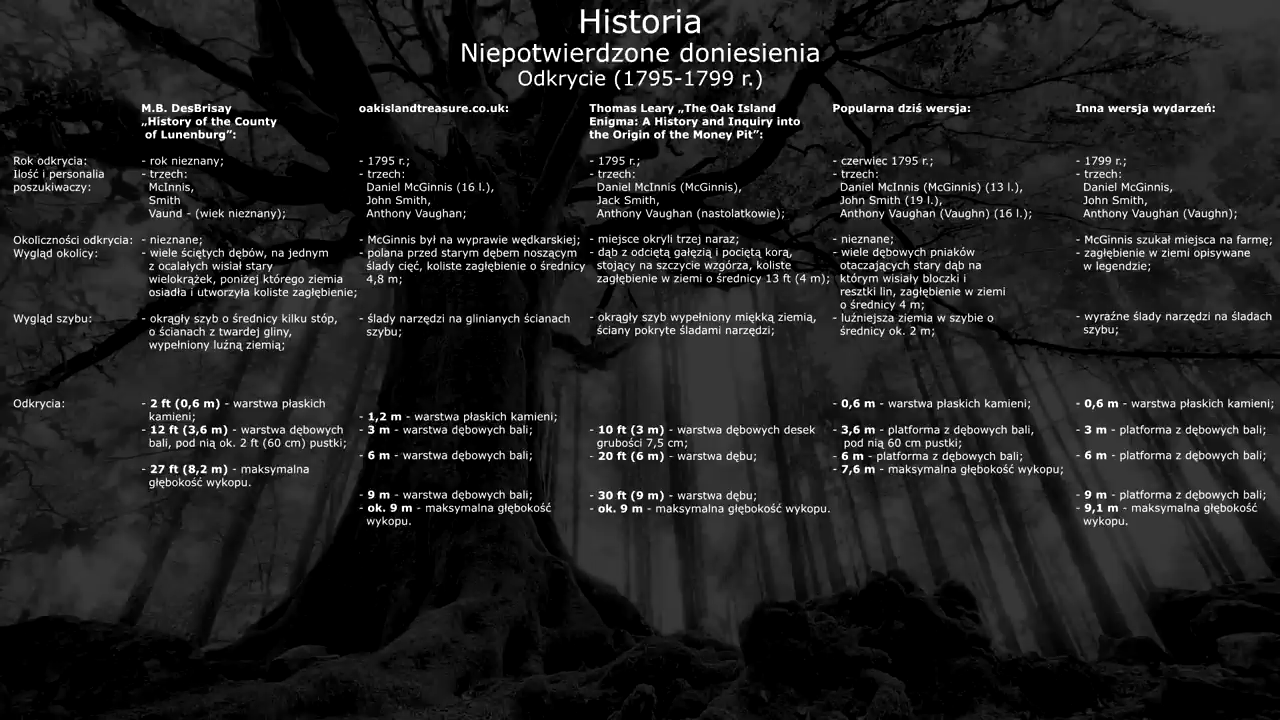 Historia
Niepotwierdzone doniesienia
Odkrycie (1795-1799 r.)
M.B. DesBrisay
„History of the County
of Lunenburg”:
oakislandtreasure.co.uk:
Thomas Leary „The Oak Island
Enigma: A History and Inquiry into
the Origin of the Money Pit”:
Popularna dziś wersja:
Inna wersja wydarzeń:
Rok odkrycia:
Ilość i personalia
poszukiwaczy:
Okoliczności odkrycia:
Wygląd okolicy:
Wygląd szybu:
Odkrycia:
- rok nieznany;
- trzech:
McInnis,
Smith
Vaund - (wiek nieznany);
- nieznane;
- wiele ściętych dębów, na jednym
z ocalałych wisiał stary
wielokrążek, poniżej którego ziemia
osiadła i utworzyła koliste zagłębienie;
- okrągły szyb o średnicy kilku stóp,
o ścianach z twardej gliny,
wypełniony luźną ziemią;
- 2 ft (0,6 m) - warstwa płaskich
kamieni;
- 12 ft (3,6 m) - warstwa dębowych
bali, pod nią ok. 2 ft (60 cm) pustki;
- 27 ft (8,2 m) - maksymalna
głębokość wykopu.
- 1795 r.;
- trzech:
Daniel McGinnis (16 l.),
John Smith,
Anthony Vaughan;
- McGinnis był na wyprawie wędkarskiej;
- polana przed starym dębem noszącym
ślady cięć, koliste zagłębienie o średnicy
4,8 m;
- ślady narzędzi na glinianych ścianach
szybu;
- 1,2 m - warstwa płaskich kamieni;
- 3 m - warstwa dębowych bali;
- 6 m - warstwa dębowych bali;
- 9 m - warstwa dębowych bali;
- ok. 9 m - maksymalna głębokość
wykopu.
- 1795 r.;
- trzech:
Daniel McInnis (McGinnis),
Jack Smith,
Anthony Vaughan (nastolatkowie);
- miejsce okryli trzej naraz;
- dąb z odciętą gałęzią i pociętą korą,
stojący na szczycie wzgórza, koliste
zagłębienie w ziemi o średnicy 13 ft (4 m);
- okrągły szyb wypełniony miękką ziemią,
ściany pokryte śladami narzędzi;
- 10 ft (3 m) - warstwa dębowych desek
grubości 7,5 cm;
- 20 ft (6 m) - warstwa dębu;
- 30 ft (9 m) - warstwa dębu;
- ok. 9 m - maksymalna głębokość wykopu.
- czerwiec 1795 r.;
- trzech:
Daniel McInnis (McGinnis) (13 l.),
John Smith (19 l.),
Anthony Vaughan (Vaughn) (16 l.);
- nieznane;
- wiele dębowych pniaków
otaczających stary dąb na
którym wisiały bloczki i
resztki lin, zagłębienie w ziemi
o średnicy 4 m;
- luźniejsza ziemia w szybie o
średnicy ok. 2 m;
- 0,6 m - warstwa płaskich kamieni;
- 3,6 m - platforma z dębowych bali,
pod nią 60 cm pustki;
- 6 m - platforma z dębowych bali;
- 7,6 m - maksymalna głębokość wykopu;
- 1799 r.;
- trzech:
Daniel McGinnis,
John Smith,
Anthony Vaughan (Vaughn);
- McGinnis szukał miejsca na farmę;
- zagłębienie w ziemi opisywane
w legendzie;
- wyraźne ślady narzędzi na śladach
szybu;
- 0,6 m - warstwa płaskich kamieni;
- 3 m - platforma z dębowych bali;
- 6 m - platforma z dębowych bali;
- 9 m - platforma z dębowych bali;
- 9,1 m - maksymalna głębokość
wykopu.